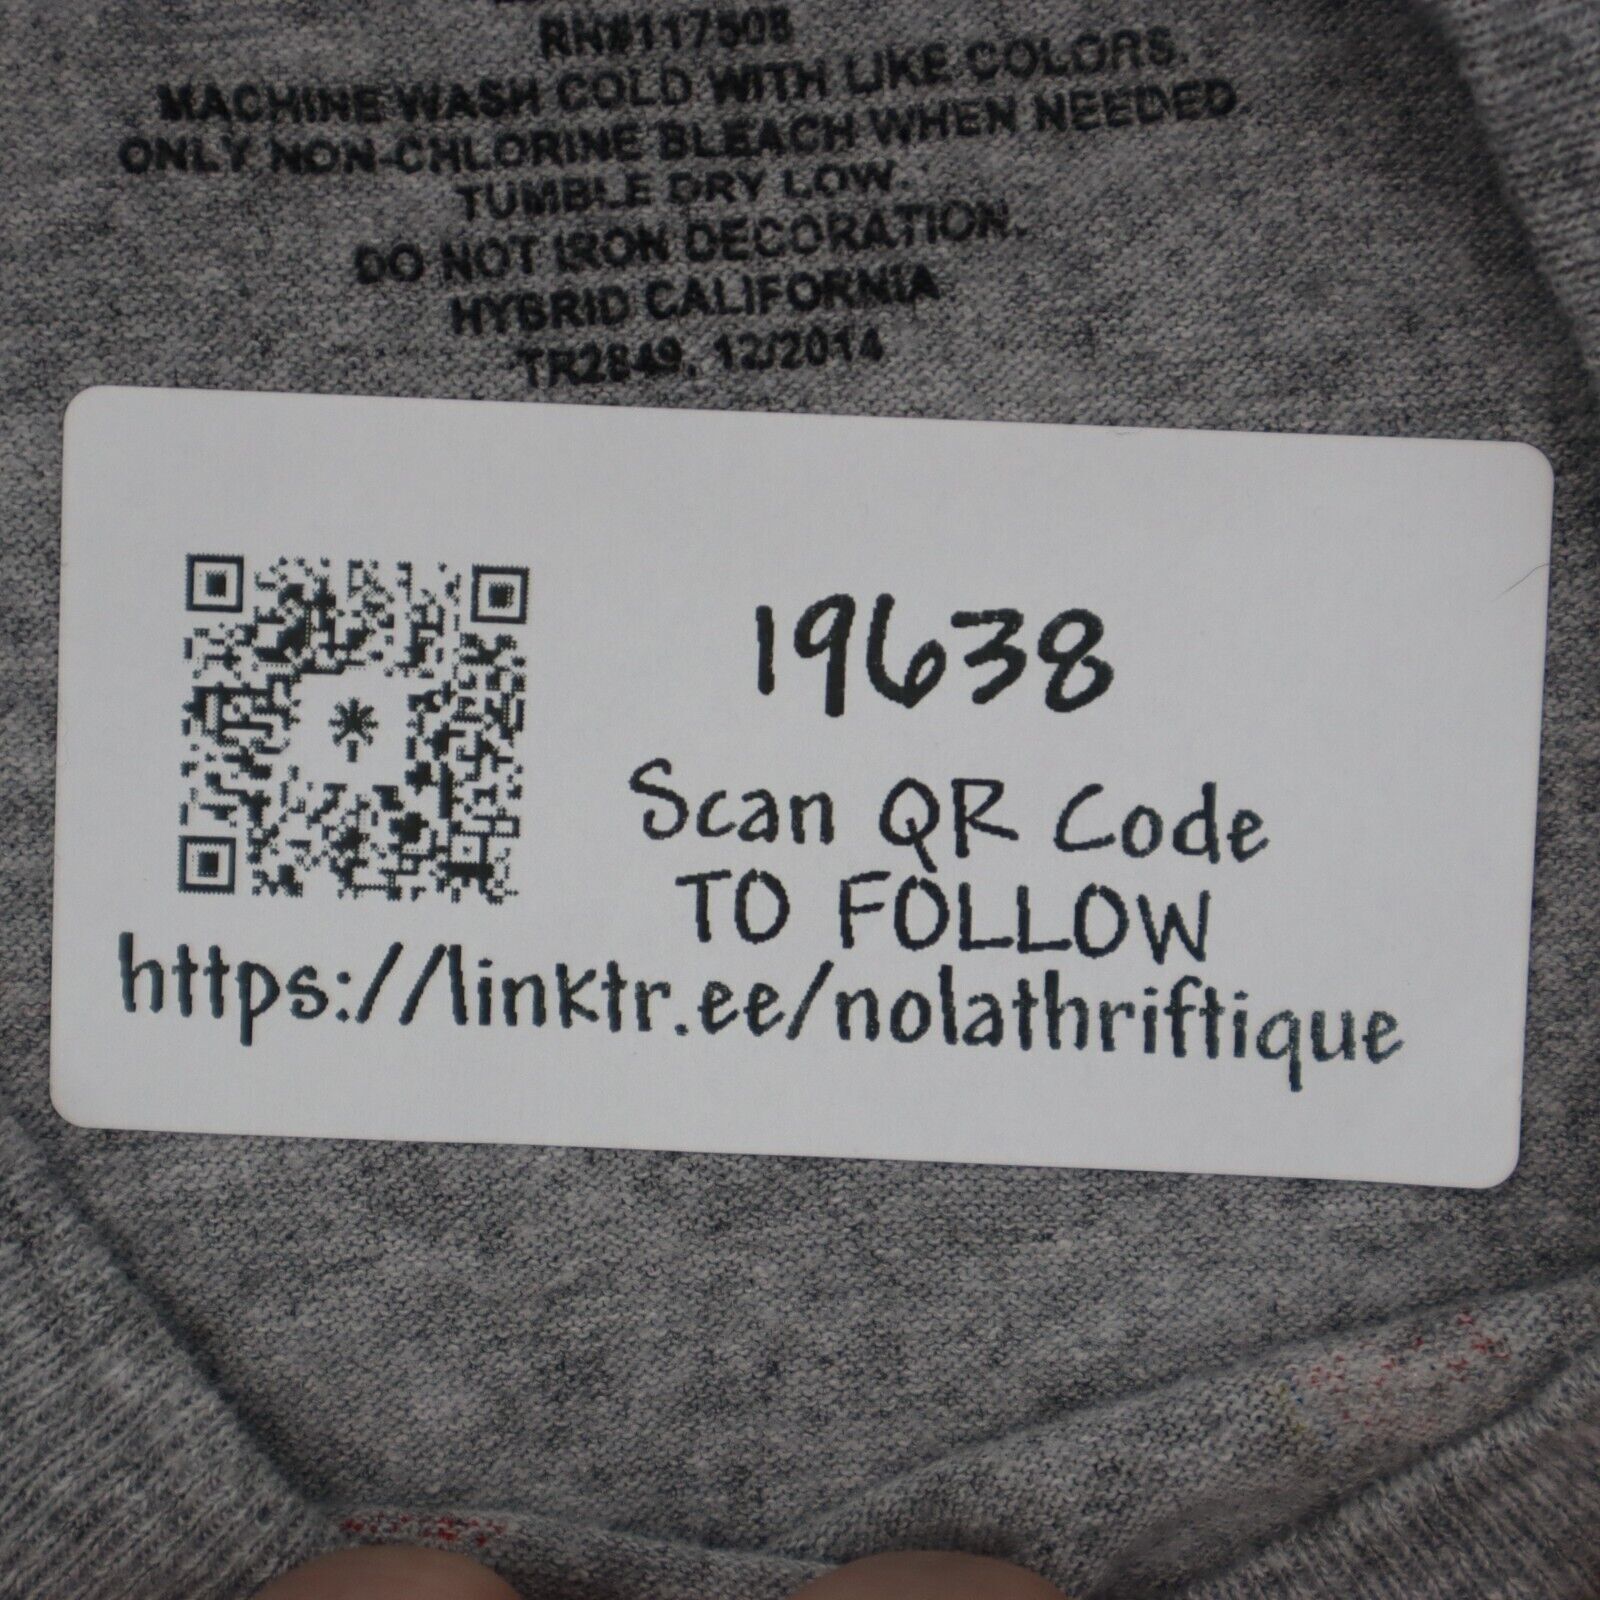 RN#117508
MACHINE WASH COLD WITH LIKE COLORS.
ONLY NON-CHLORINE BLEACH WHEN NEEDED.
TUMBLE DRY LOW.
DO NOT IRON DECORATION.
HYBRID CALIFORNIA
TR2849, 12/2014
19638
Scan QR Code
TO FOLLOW
https://linktr.ee/nolathriftique